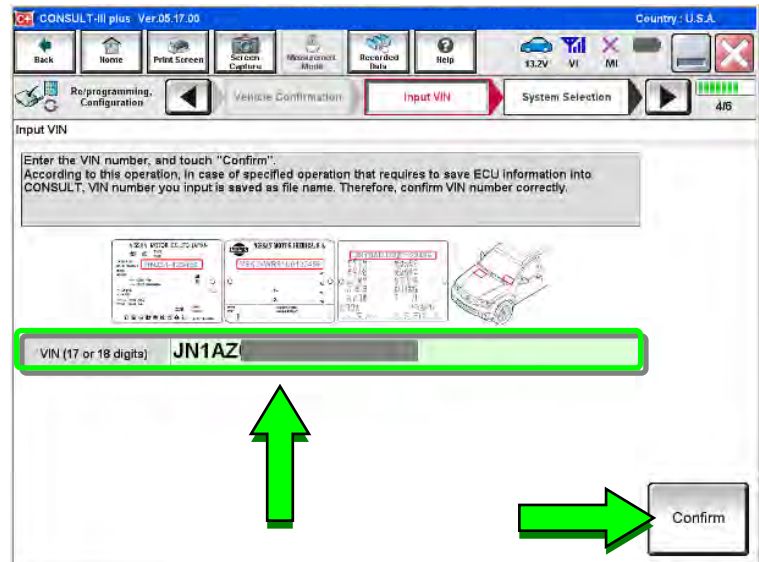 C+ CONSULT-III plus Ver.05.17.00 Country : U.S.A.
Back Home Print Screen Screen Capture Measurement Mode Recorded Data Help 13.2V VI MI
Re/programming, Configuration Vehicle Confirmation Input VIN System Selection 4/6
Input VIN
Enter the VIN number, and touch "Confirm".
According to this operation, in case of specified operation that requires to save ECU information into
CONSULT, VIN number you input is saved as file name. Therefore, confirm VIN number correctly.
VIN (17 or 18 digits) JN1AZ
Confirm